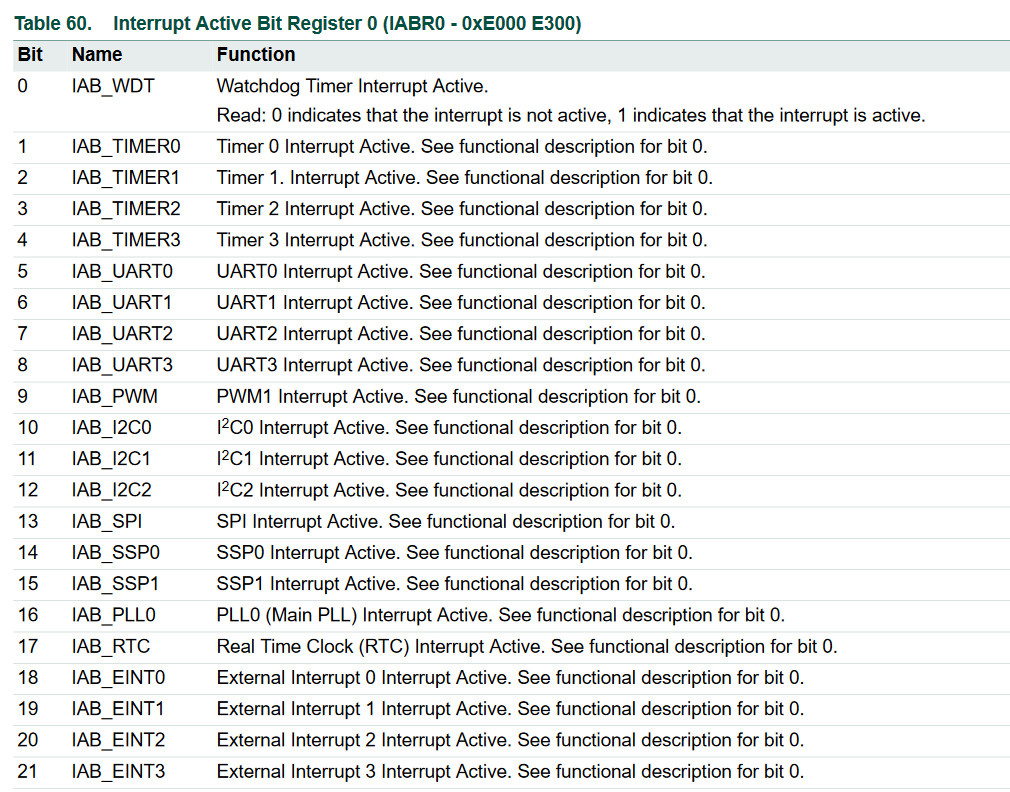 Table 60. Interrupt Active Bit Register 0 (IABR0 - 0xE000 E300)
Bit Name Function
0 IAB_WDT Watchdog Timer Interrupt Active.
Read: 0 indicates that the interrupt is not active, 1 indicates that the interrupt is active.
1 IAB_TIMER0 Timer 0 Interrupt Active. See functional description for bit 0.
2 IAB_TIMER1 Timer 1. Interrupt Active. See functional description for bit 0.
3 IAB_TIMER2 Timer 2 Interrupt Active. See functional description for bit 0.
4 IAB_TIMER3 Timer 3 Interrupt Active. See functional description for bit 0.
5 IAB_UART0 UART0 Interrupt Active. See functional description for bit 0.
6 IAB_UART1 UART1 Interrupt Active. See functional description for bit 0.
7 IAB_UART2 UART2 Interrupt Active. See functional description for bit 0.
8 IAB_UART3 UART3 Interrupt Active. See functional description for bit 0.
9 IAB_PWM PWM1 Interrupt Active. See functional description for bit 0.
10 IAB_I2C0 I²C0 Interrupt Active. See functional description for bit 0.
11 IAB_I2C1 I²C1 Interrupt Active. See functional description for bit 0.
12 IAB_I2C2 I²C2 Interrupt Active. See functional description for bit 0.
13 IAB_SPI SPI Interrupt Active. See functional description for bit 0.
14 IAB_SSP0 SSP0 Interrupt Active. See functional description for bit 0.
15 IAB_SSP1 SSP1 Interrupt Active. See functional description for bit 0.
16 IAB_PLL0 PLL0 (Main PLL) Interrupt Active. See functional description for bit 0.
17 IAB_RTC Real Time Clock (RTC) Interrupt Active. See functional description for bit 0.
18 IAB_EINT0 External Interrupt 0 Interrupt Active. See functional description for bit 0.
19 IAB_EINT1 External Interrupt 1 Interrupt Active. See functional description for bit 0.
20 IAB_EINT2 External Interrupt 2 Interrupt Active. See functional description for bit 0.
21 IAB_EINT3 External Interrupt 3 Interrupt Active. See functional description for bit 0.